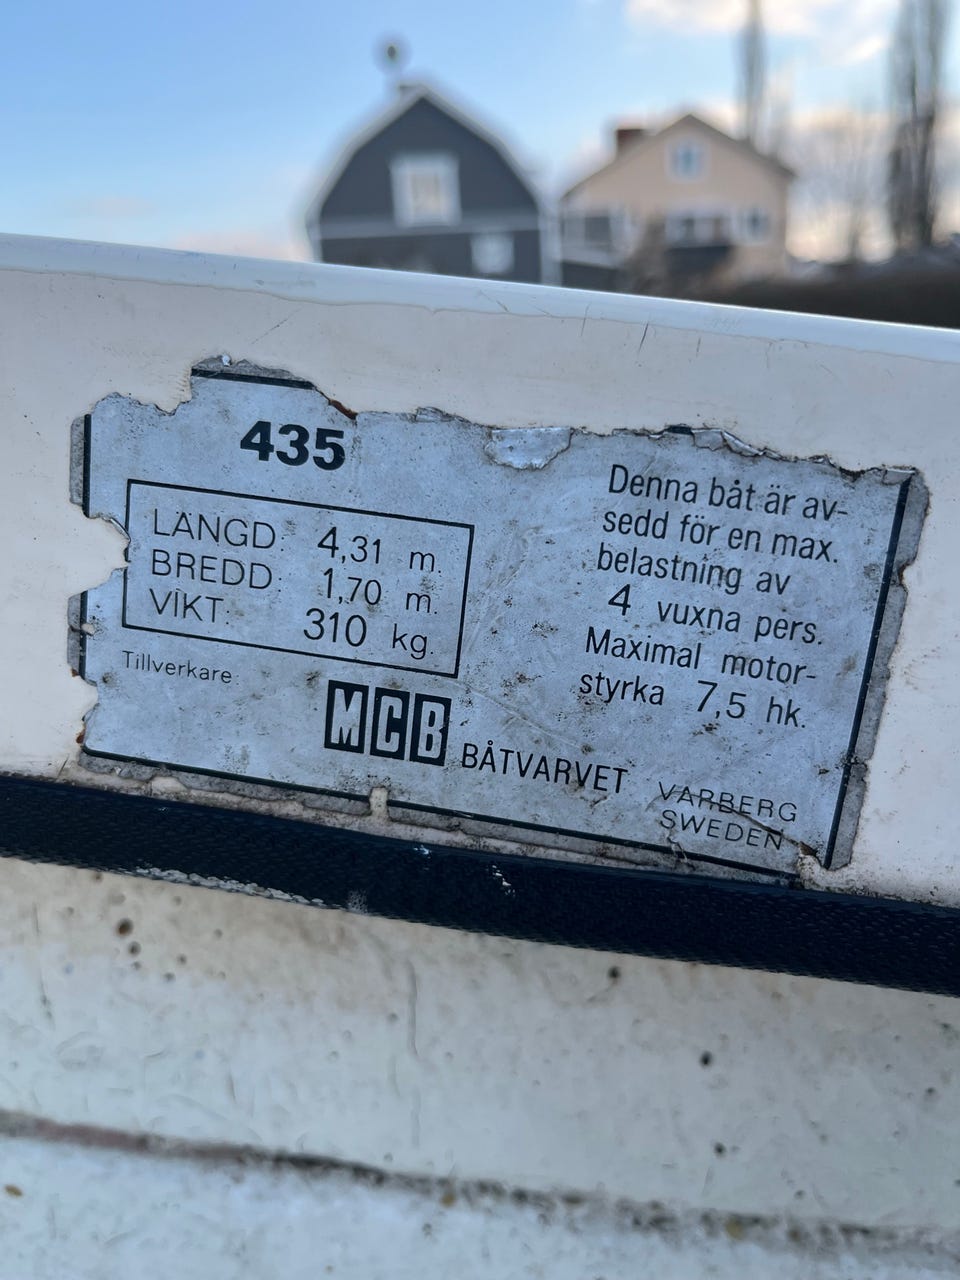 435
LÄNGD: 4,31 m.
BREDD: 1,70 m.
VIKT: 310 kg.
Tillverkare:
MCB BÅTVARVET
VARBERG
SWEDEN
Denna båt är av-
sedd för en max.
belastning av
4 vuxna pers.
Maximal motor-
styrka 7,5 hk.